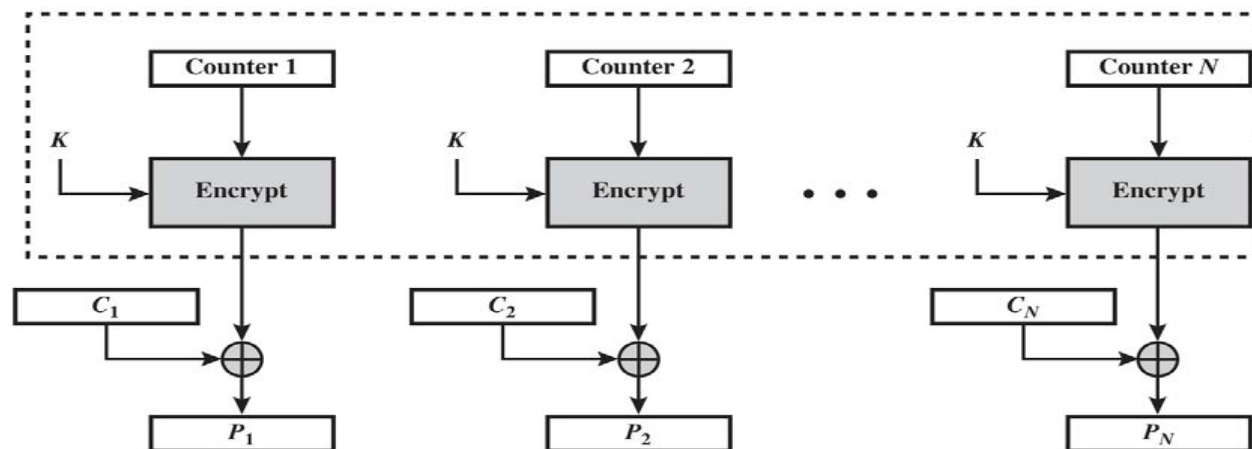 Counter 1 Counter 2 Counter N
K K K
Encrypt Encrypt • • • Encrypt
C1 C2 CN
P1 P2 PN